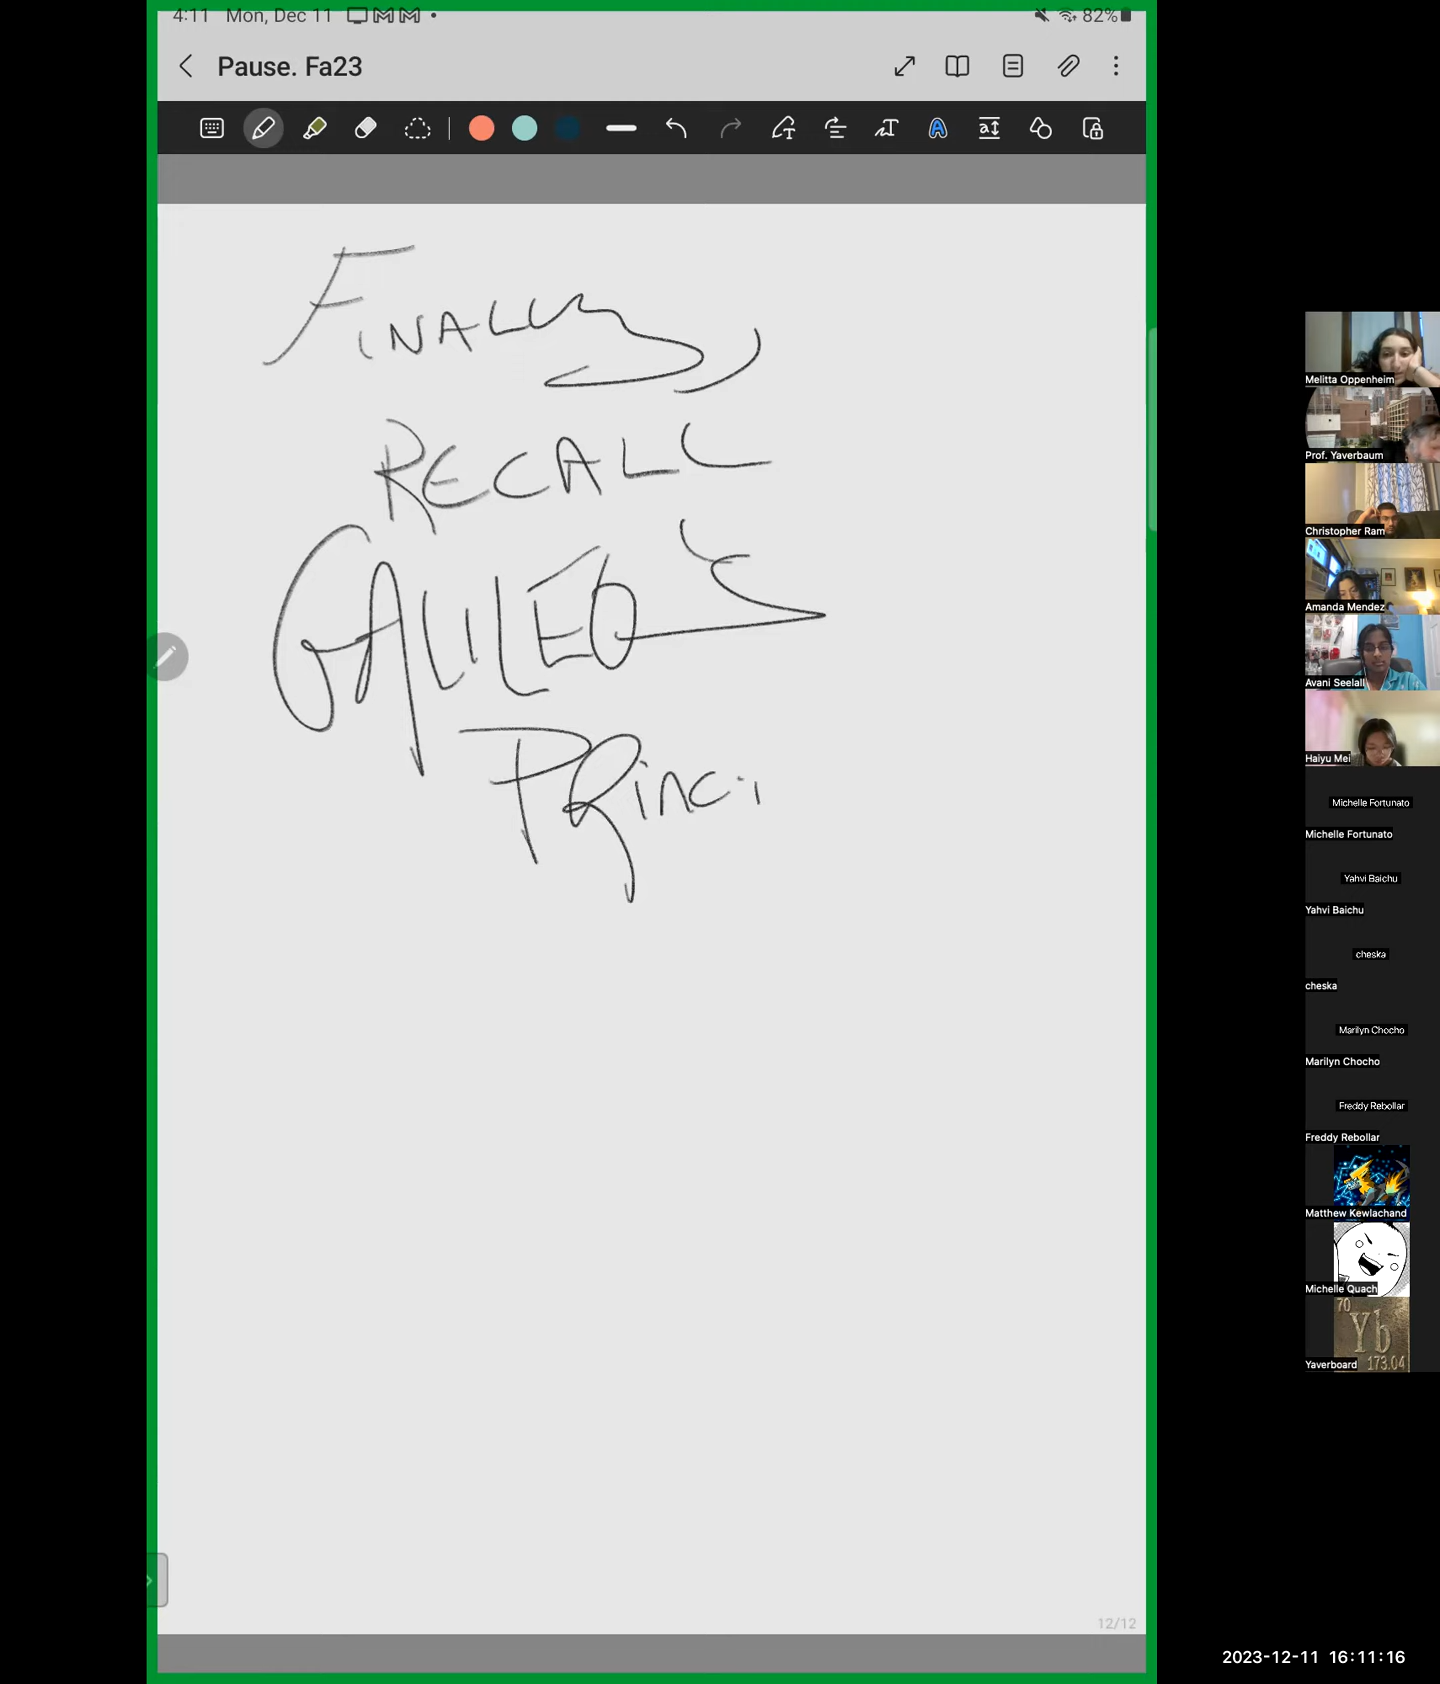 4:11 Mon, Dec 11
82%
Pause. Fa23
FINALLY,
RECALL
GALILEO'S
PRinCi
12/12
Melitta Oppenheim
Prof. Yaverbaum
Christopher Ram
Amanda Mendez
Avani Seelall
Haiyu Mei
Michelle Fortunato
Michelle Fortunato
Yahvi Baichu
Yahvi Baichu
cheska
cheska
Marilyn Chocho
Marilyn Chocho
Freddy Rebollar
Freddy Rebollar
Matthew Kewlachand
Michelle Quach
70
Yb
Yaverboard 173.04
2023-12-11 16:11:16